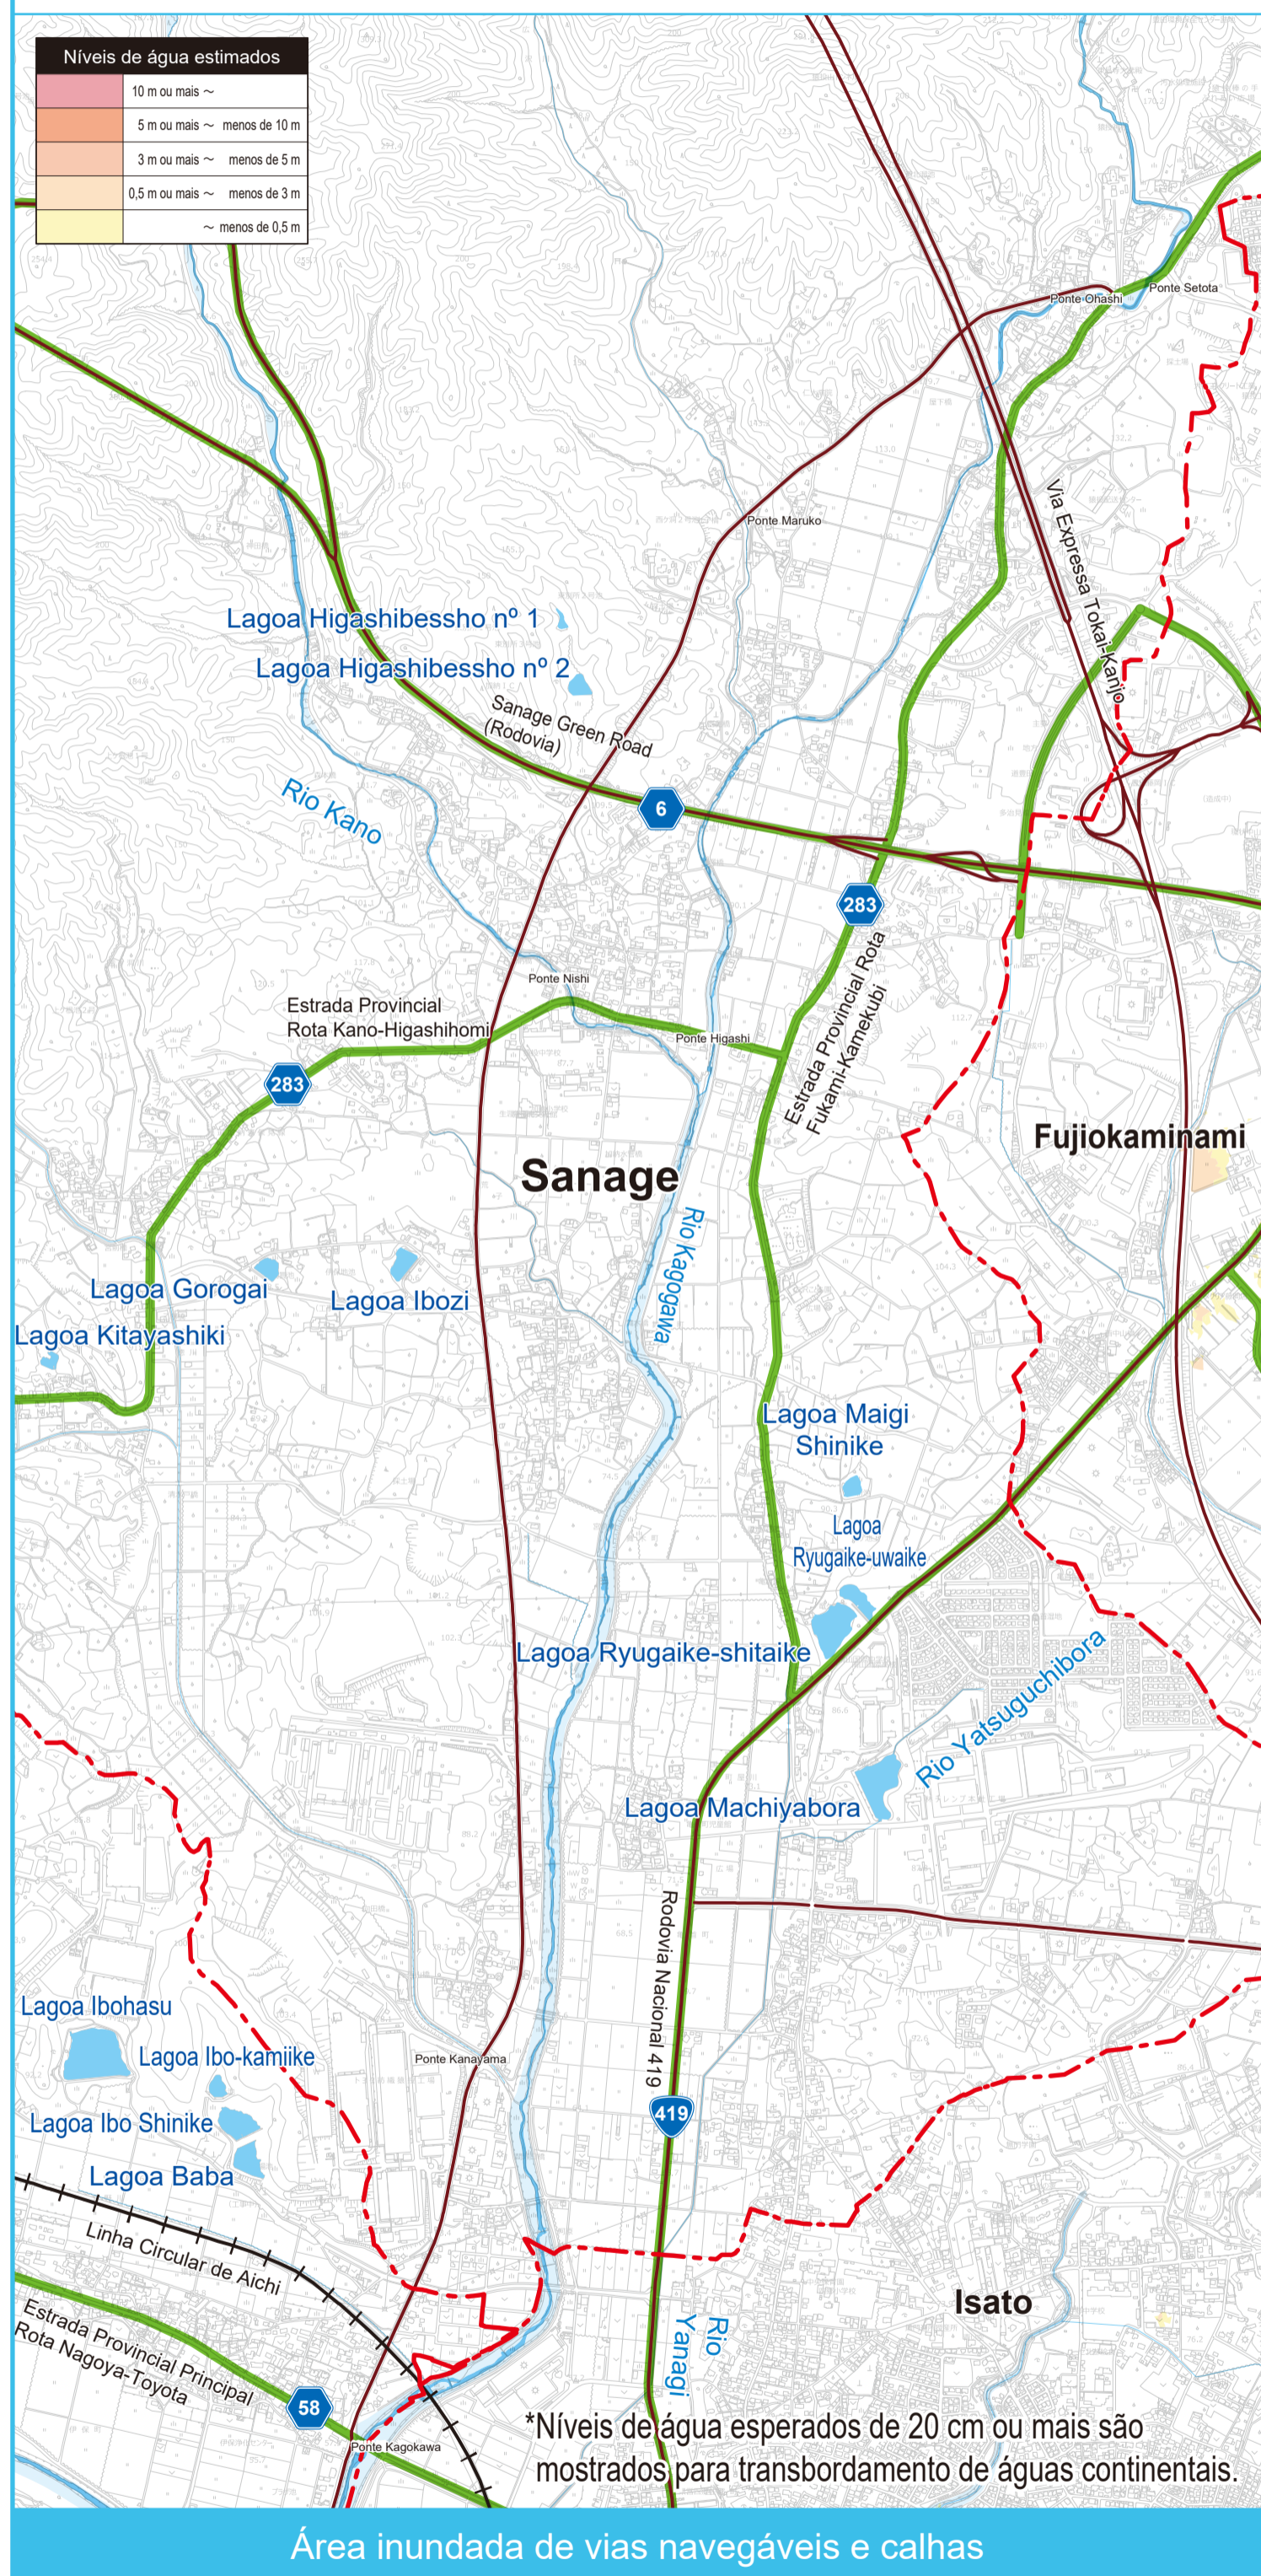 Níveis de água estimados
10 m ou mais ～
5 m ou mais ～ menos de 10 m
3 m ou mais ～ menos de 5 m
0,5 m ou mais ～ menos de 3 m
～ menos de 0,5 m
Ponte Setota
Ponte Ohashi
Ponte Maruko
Via Expressa Tokai-Kanjo
Lagoa Higashibessho nº 1
Lagoa Higashibessho nº 2
Sanage Green Road
(Rodovia)
Rio Kano
6
283
Estrada Provincial Rota
Fukami-Kamekubi
Ponte Nishi
Estrada Provincial
Rota Kano-Higashihomi
Ponte Higashi
283
Fujiokaminami
Sanage
Rio Kagogawa
Lagoa Gorogai
Lagoa Ibozi
Lagoa Kitayashiki
Lagoa Maigi
Shinike
Lagoa
Ryugaike-uwaike
Lagoa Ryugaike-shitaike
Rio Yatsuguchibora
Lagoa Machiyabora
Rodovia Nacional 419
Lagoa Ibohasu
Lagoa Ibo-kamiike
Ponte Kanayama
419
Lagoa Ibo Shinike
Lagoa Baba
Linha Circular de Aichi
Isato
Estrada Provincial Principal
Rota Nagoya-Toyota
Rio
Yanagi
58
Ponte Kagokawa
*Níveis de água esperados de 20 cm ou mais são
mostrados para transbordamento de águas continentais.
Área inundada de vias navegáveis e calhas